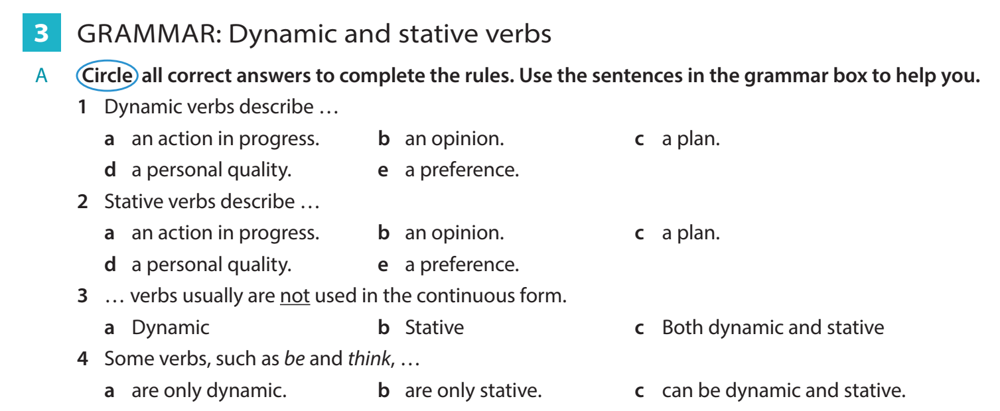 3 GRAMMAR: Dynamic and stative verbs
A Circle all correct answers to complete the rules. Use the sentences in the grammar box to help you.
1 Dynamic verbs describe …
a an action in progress. b an opinion. c a plan.
d a personal quality. e a preference.
2 Stative verbs describe …
a an action in progress. b an opinion. c a plan.
d a personal quality. e a preference.
3 … verbs usually are not used in the continuous form.
a Dynamic b Stative c Both dynamic and stative
4 Some verbs, such as be and think, …
a are only dynamic. b are only stative. c can be dynamic and stative.